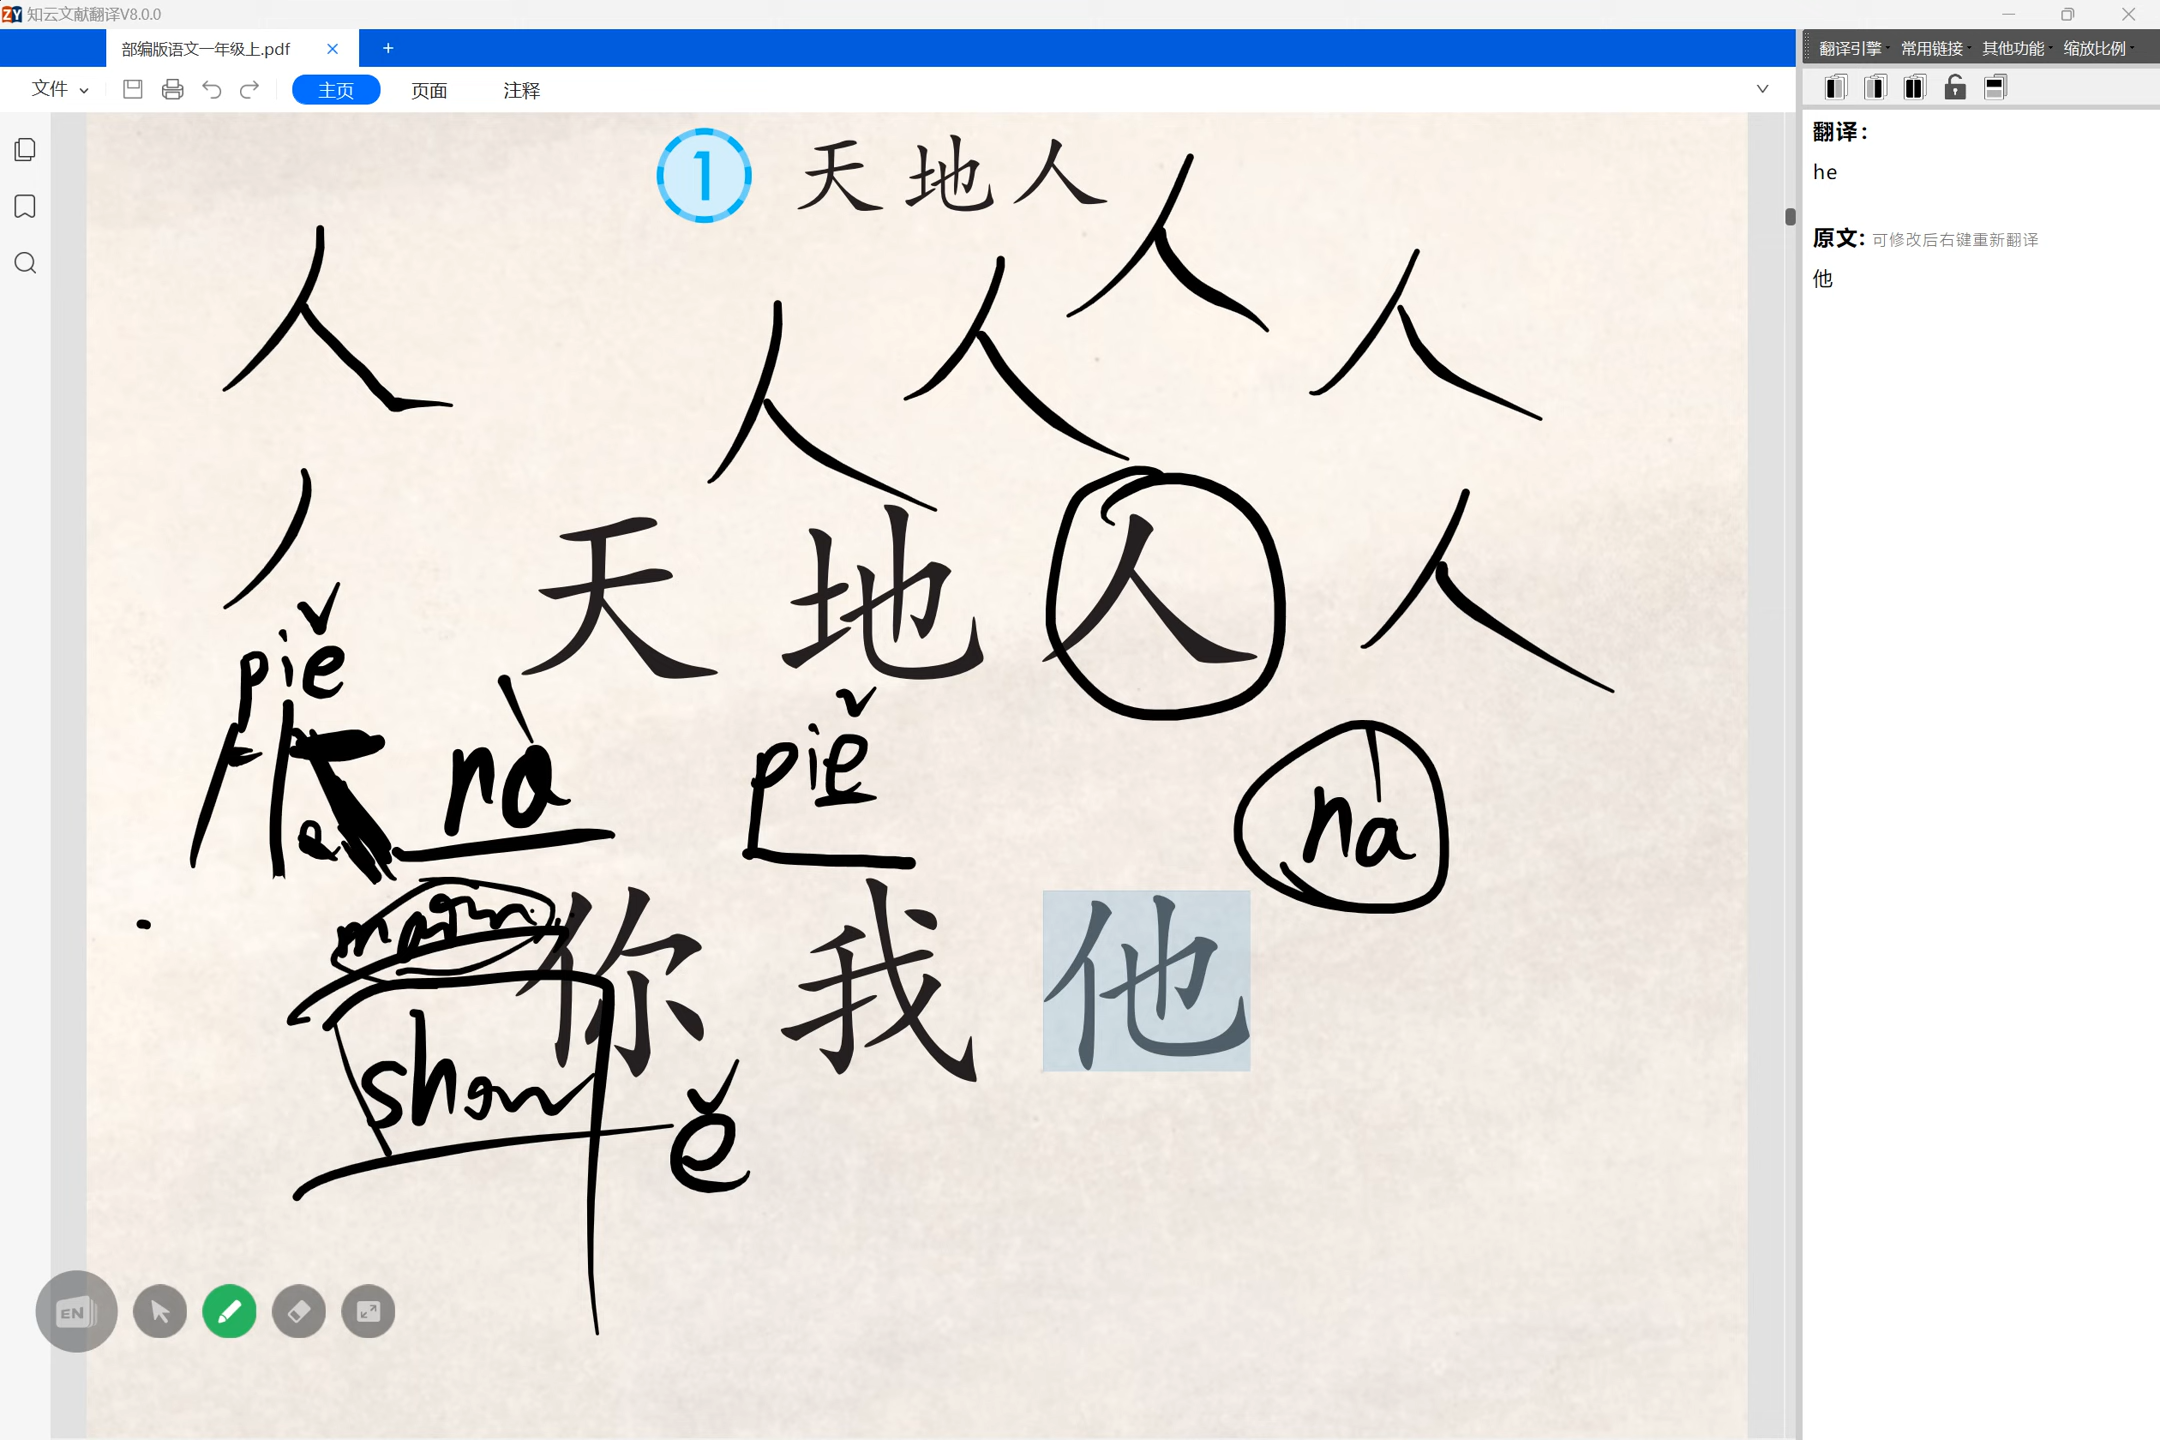 知云文献翻译V8.0.0
部编版语文一年级上.pdf
翻译引擎 常用链接 其他功能 缩放比例
文件 主页 页面 注释
翻译：
he
原文: 可修改后右键重新翻译
他
1 天地人
人 人 人 人 人
天 地 人 人
piě
nà piě nà
你 我 他
ě
EN